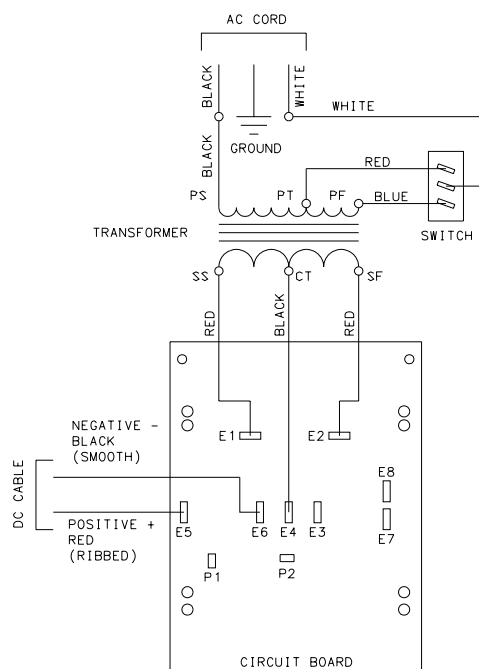 AC CORD
BLACK
WHITE
WHITE
GROUND
BLACK
RED
PS
PT
PF
BLUE
TRANSFORMER
SWITCH
SS
CT
SF
RED
BLACK
RED
NEGATIVE -
BLACK
(SMOOTH)
E1
E2
DC CABLE
E8
POSITIVE +
RED
(RIBBED)
E5
E6
E4
E3
E7
P1
P2
CIRCUIT BOARD